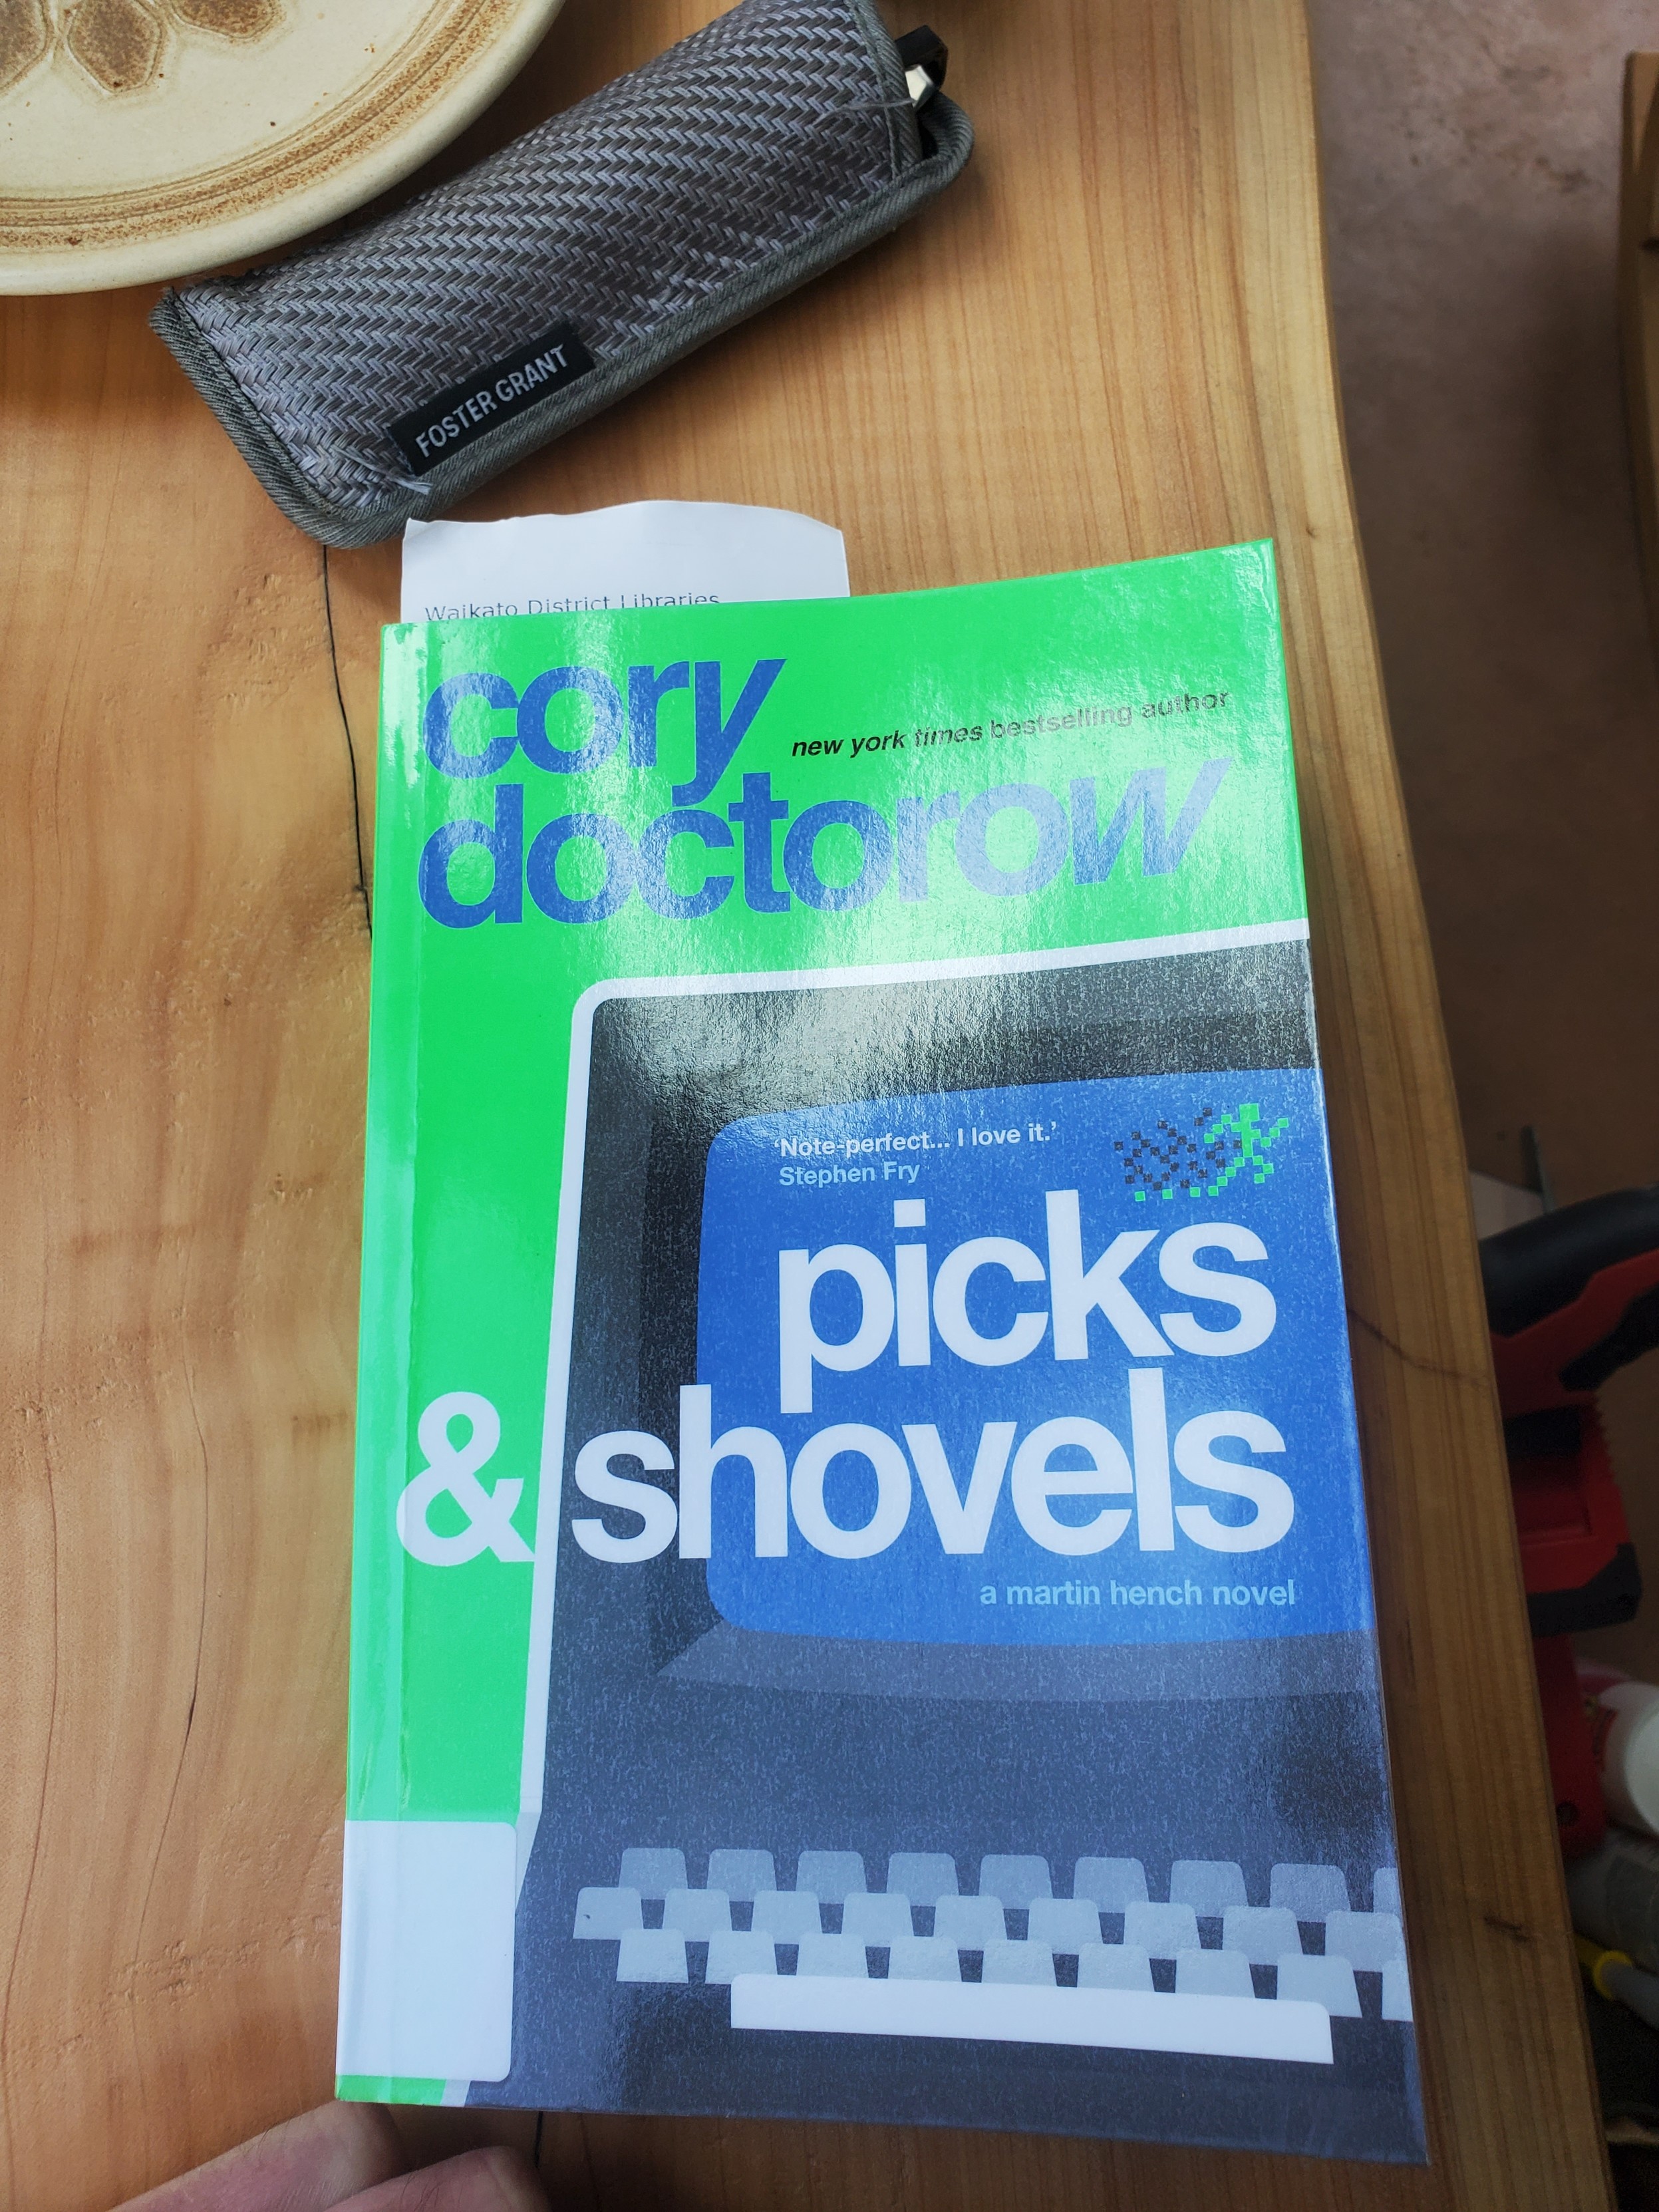 FOSTER GRANT
Waikato District Libraries
cory
new york times bestselling author
doctorow
'Note-perfect... I love it.'
Stephen Fry
picks
& shovels
a martin hench novel